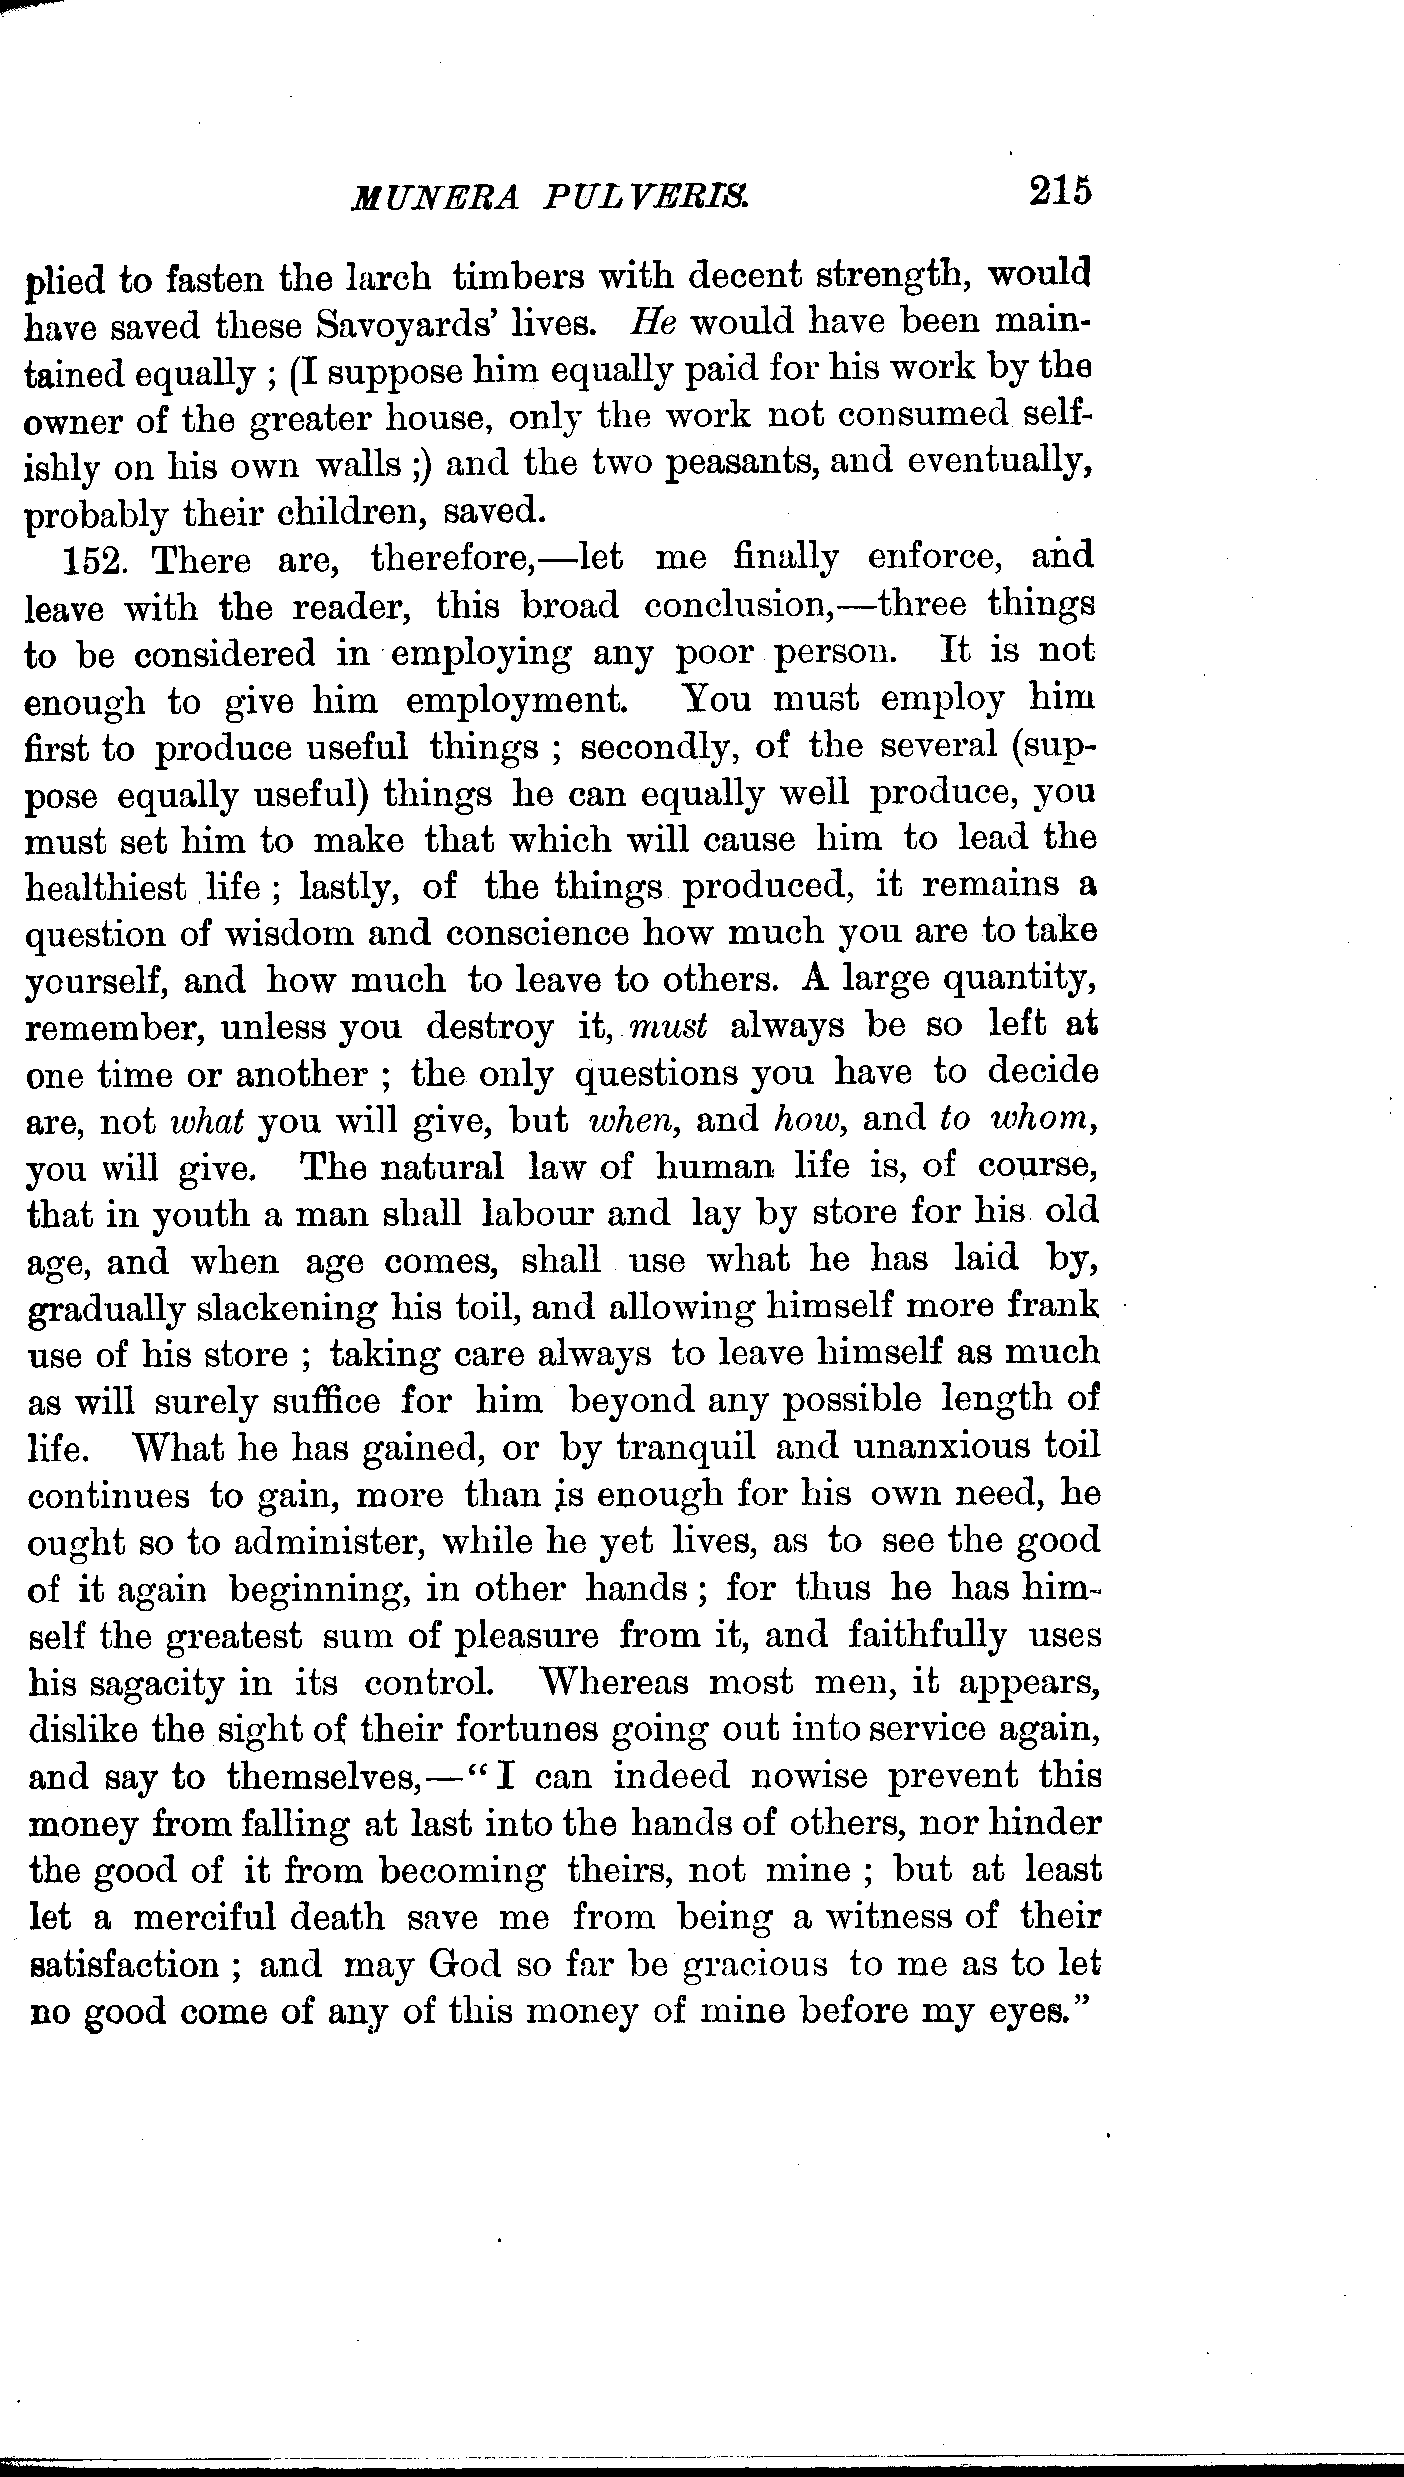 MUNERA PULVERIS. 215
plied to fasten the larch timbers with decent strength, would
have saved these Savoyards' lives. He would have been main-
tained equally ; (I suppose him equally paid for his work by the
owner of the greater house, only the work not consumed self-
ishly on his own walls ;) and the two peasants, and eventually,
probably their children, saved.
152. There are, therefore,—let me finally enforce, and
leave with the reader, this broad conclusion,—three things
to be considered in employing any poor person. It is not
enough to give him employment. You must employ him
first to produce useful things ; secondly, of the several (sup-
pose equally useful) things he can equally well produce, you
must set him to make that which will cause him to lead the
healthiest life ; lastly, of the things produced, it remains a
question of wisdom and conscience how much you are to take
yourself, and how much to leave to others. A large quantity,
remember, unless you destroy it, must always be so left at
one time or another ; the only questions you have to decide
are, not what you will give, but when, and how, and to whom,
you will give. The natural law of human life is, of course,
that in youth a man shall labour and lay by store for his old
age, and when age comes, shall use what he has laid by,
gradually slackening his toil, and allowing himself more frank
use of his store ; taking care always to leave himself as much
as will surely suffice for him beyond any possible length of
life. What he has gained, or by tranquil and unanxious toil
continues to gain, more than is enough for his own need, he
ought so to administer, while he yet lives, as to see the good
of it again beginning, in other hands ; for thus he has him-
self the greatest sum of pleasure from it, and faithfully uses
his sagacity in its control. Whereas most men, it appears,
dislike the sight of their fortunes going out into service again,
and say to themselves,—“ I can indeed nowise prevent this
money from falling at last into the hands of others, nor hinder
the good of it from becoming theirs, not mine ; but at least
let a merciful death save me from being a witness of their
satisfaction ; and may God so far be gracious to me as to let
no good come of any of this money of mine before my eyes.”